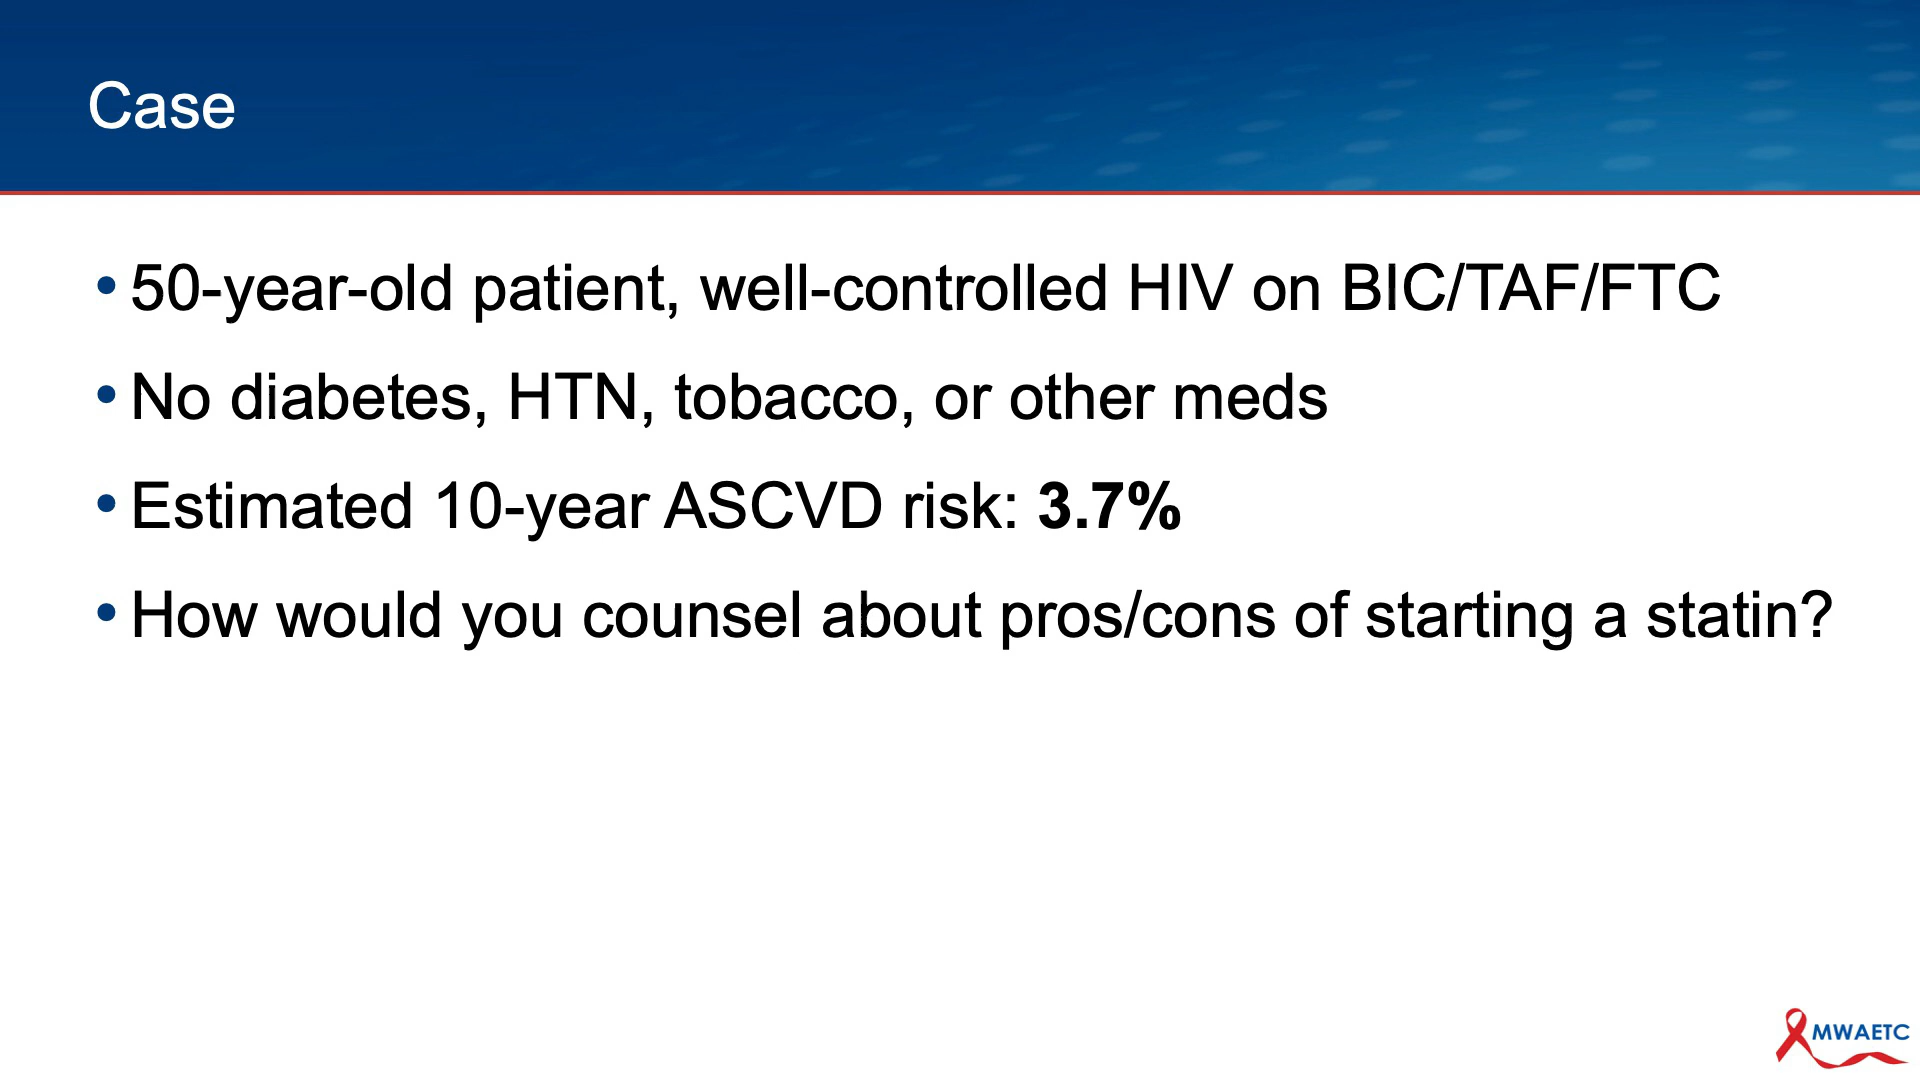 Case
• 50-year-old patient, well-controlled HIV on BIC/TAF/FTC
• No diabetes, HTN, tobacco, or other meds
• Estimated 10-year ASCVD risk: 3.7%
• How would you counsel about pros/cons of starting a statin?
MWAETC